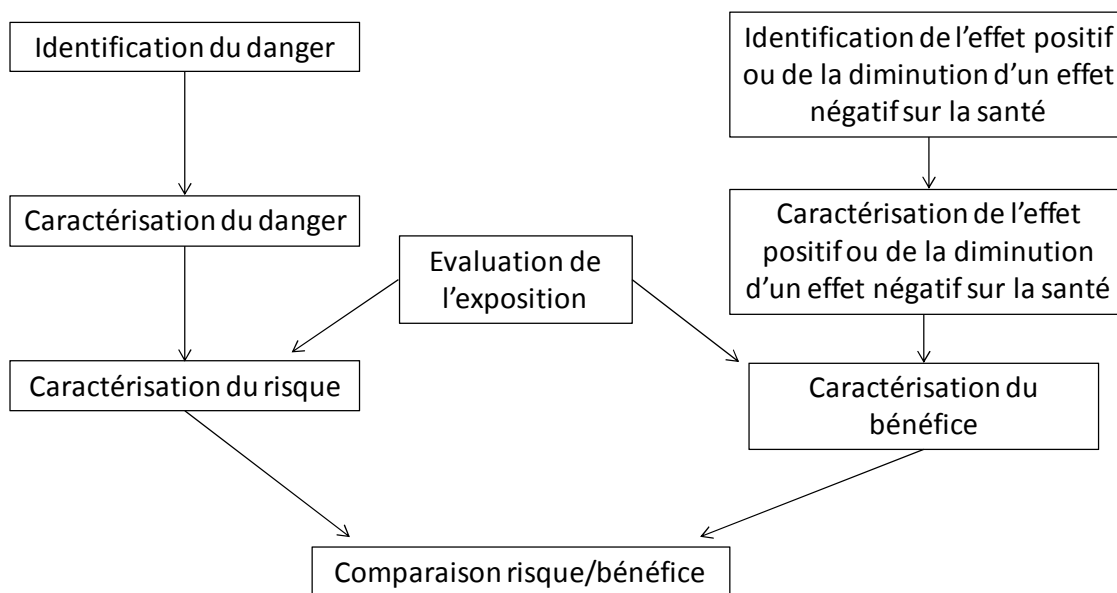 Identification du danger
Identification de l'effet positif
ou de la diminution d'un effet
négatif sur la santé
Caractérisation du danger
Caractérisation de l'effet
positif ou de la diminution
d'un effet négatif sur la santé
Evaluation de
l'exposition
Caractérisation du risque
Caractérisation du
bénéfice
Comparaison risque/bénéfice